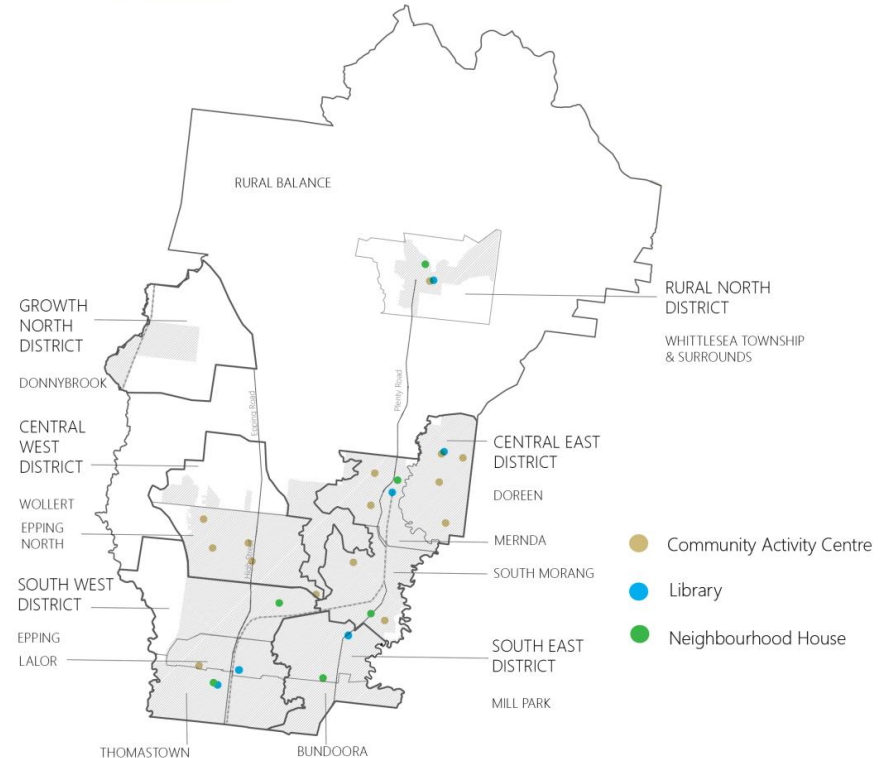 RURAL BALANCE
GROWTH
NORTH
DISTRICT
DONNYBROOK
RURAL NORTH
DISTRICT
WHITTLESEA TOWNSHIP
& SURROUNDS
Epping Road
Plenty Road
CENTRAL
WEST
DISTRICT
WOLLERT
EPPING
NORTH
High Street
CENTRAL EAST
DISTRICT
DOREEN
MERNDA
SOUTH MORANG
Community Activity Centre
Library
Neighbourhood House
SOUTH WEST
DISTRICT
EPPING
LALOR
SOUTH EAST
DISTRICT
MILL PARK
THOMASTOWN
BUNDOORA